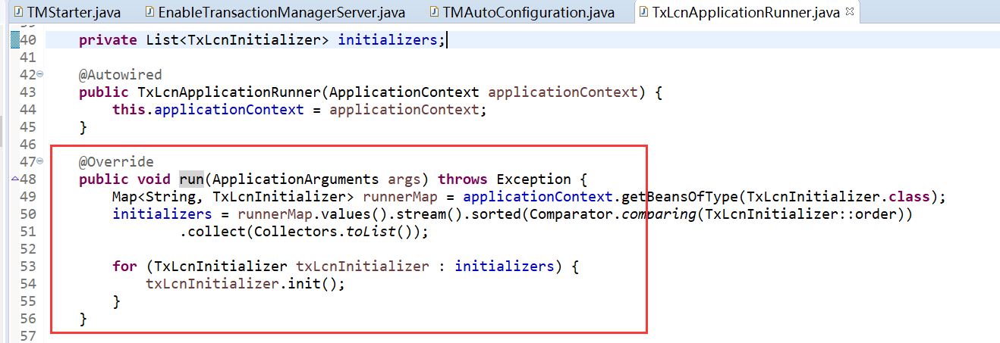 TMStarter.java EnableTransactionManagerServer.java TMAutoConfiguration.java TxLcnApplicationRunner.java
39
40 private List<TxLcnInitializer> initializers;
41
42 @Autowired
43 public TxLcnApplicationRunner(ApplicationContext applicationContext) {
44 this.applicationContext = applicationContext;
45 }
46
47 @Override
48 public void run(ApplicationArguments args) throws Exception {
49 Map<String, TxLcnInitializer> runnerMap = applicationContext.getBeansOfType(TxLcnInitializer.class);
50 initializers = runnerMap.values().stream().sorted(Comparator.comparing(TxLcnInitializer::order))
51 .collect(Collectors.toList());
52
53 for (TxLcnInitializer txLcnInitializer : initializers) {
54 txLcnInitializer.init();
55 }
56 }
57